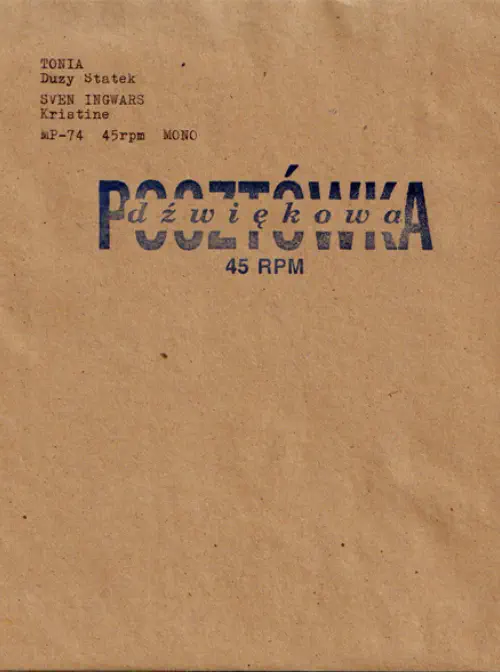 TONIA
Duzy Statek
SVEN INGWARS
Kristine
MP-74 45rpm MONO
POCZTÓWKA
dźwiękowa
45 RPM